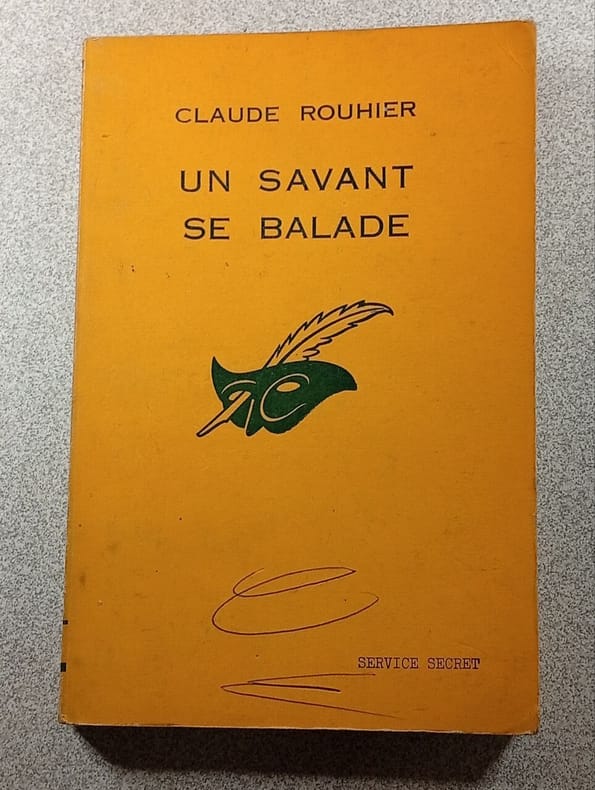 CLAUDE ROUHIER
UN SAVANT
SE BALADE
SERVICE SECRET